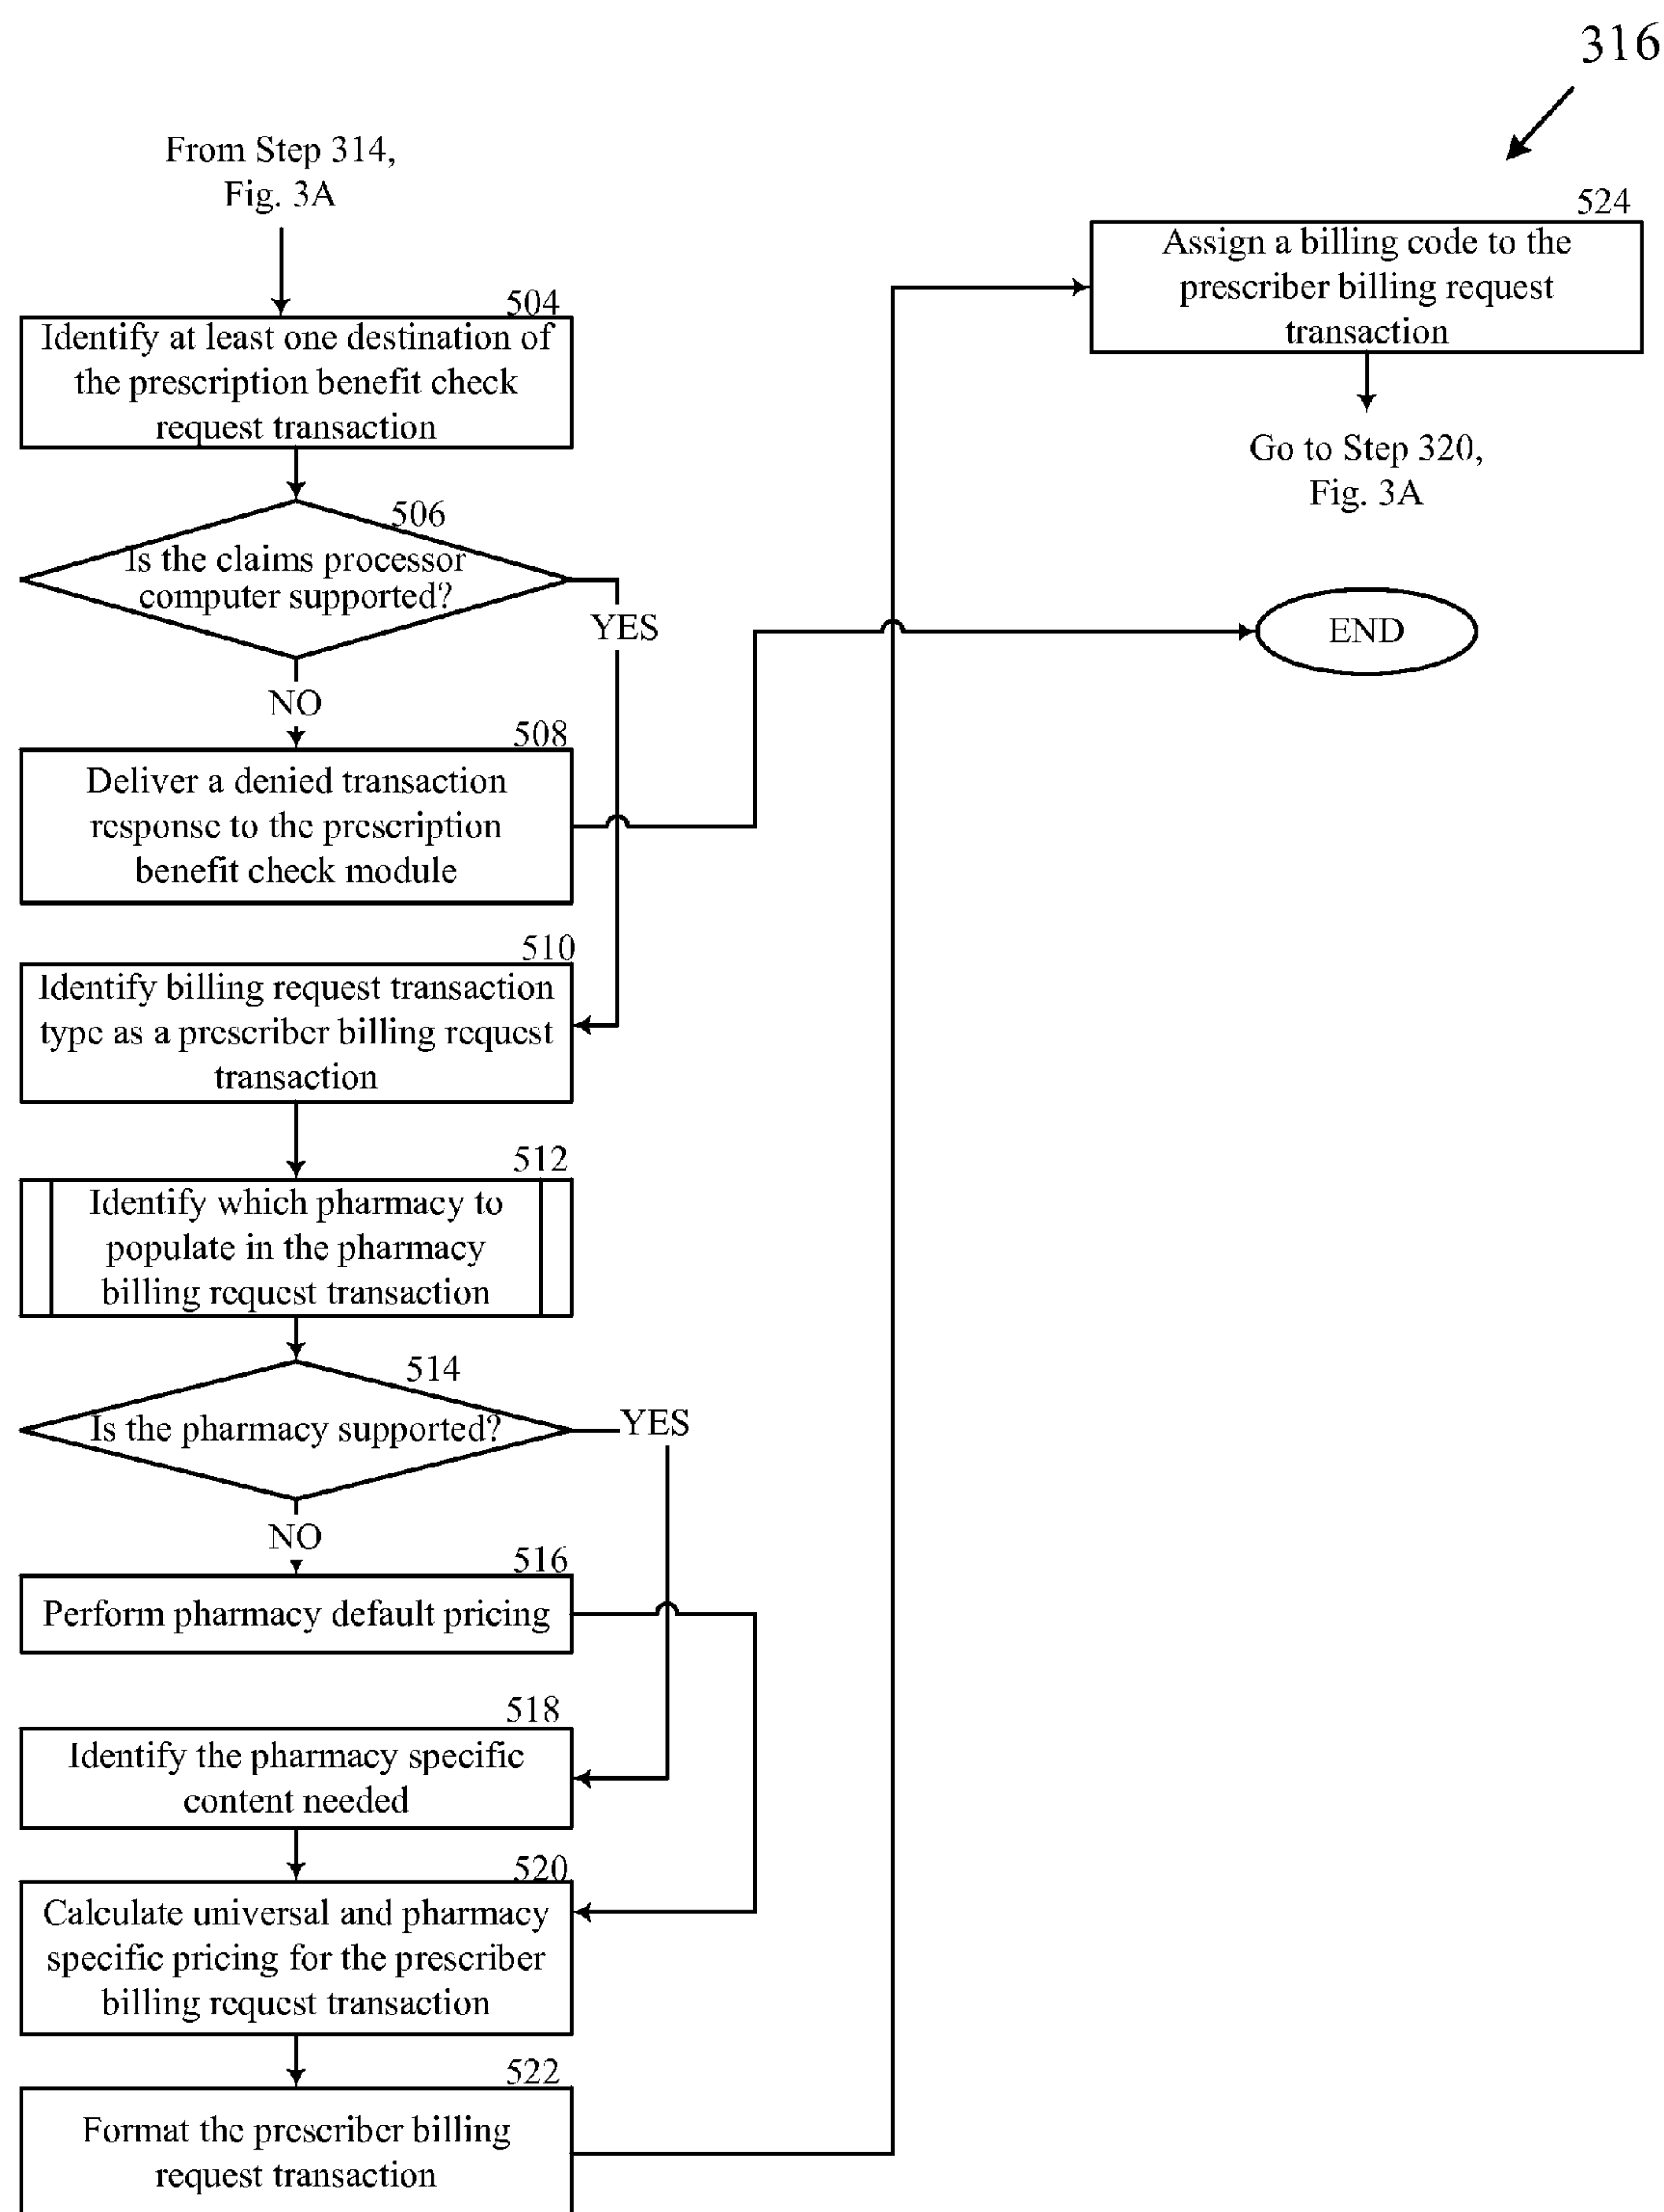 316
From Step 314,
Fig. 3A
504
Identify at least one destination of
the prescription benefit check
request transaction
506
Is the claims processor
computer supported?
YES
NO
508
Deliver a denied transaction
response to the prescription
benefit check module
510
Identify billing request transaction
type as a prescriber billing request
transaction
512
Identify which pharmacy to
populate in the pharmacy
billing request transaction
514
Is the pharmacy supported?
YES
NO
516
Perform pharmacy default pricing
518
Identify the pharmacy specific
content needed
520
Calculate universal and pharmacy
specific pricing for the prescriber
billing request transaction
522
Format the prescriber billing
request transaction
524
Assign a billing code to the
prescriber billing request
transaction
Go to Step 320,
Fig. 3A
END